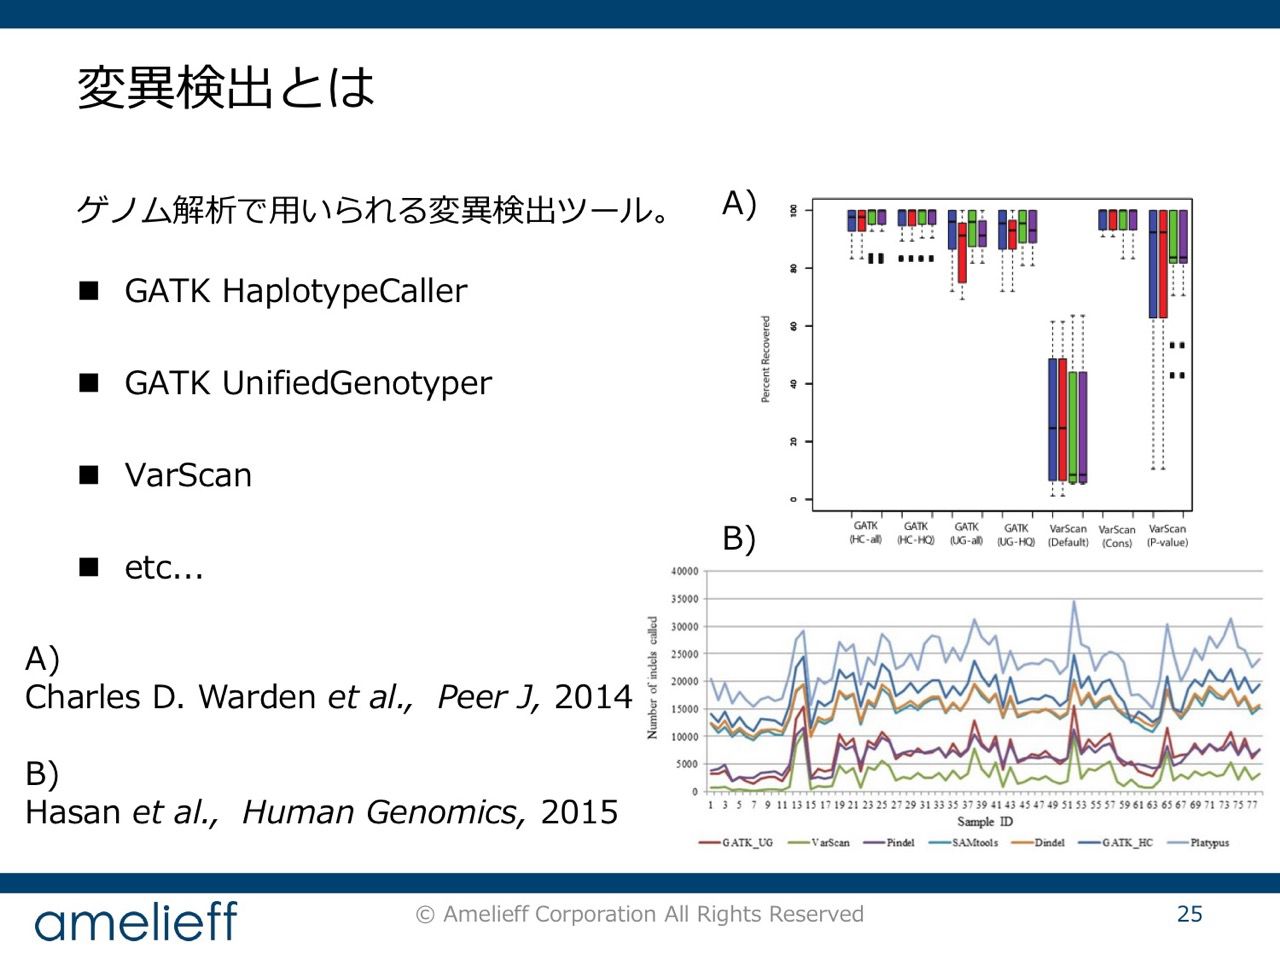 変異検出とは
ゲノム解析で用いられる変異検出ツール。
■ GATK HaplotypeCaller
■ GATK UnifiedGenotyper
■ VarScan
■ etc...
A)
Charles D. Warden et al., Peer J, 2014
B)
Hasan et al., Human Genomics, 2015
A)
Percent Recovered
100
80
60
40
20
0
GATK (HC-all)
GATK (HC-HQ)
GATK (UG-all)
GATK (UG-HQ)
VarScan (Default)
VarScan (Cons)
VarScan (P-value)
B)
Number of indels called
40000
35000
30000
25000
20000
15000
10000
5000
0
1 3 5 7 9 11 13 15 17 19 21 23 25 27 29 31 33 35 37 39 41 43 45 47 49 51 53 55 57 59 61 63 65 67 69 71 73 75 77
Sample ID
GATK_UG VarScan Pindel SAMtools Dindel GATK_HC Platypus
amelieff
© Amelieff Corporation All Rights Reserved
25